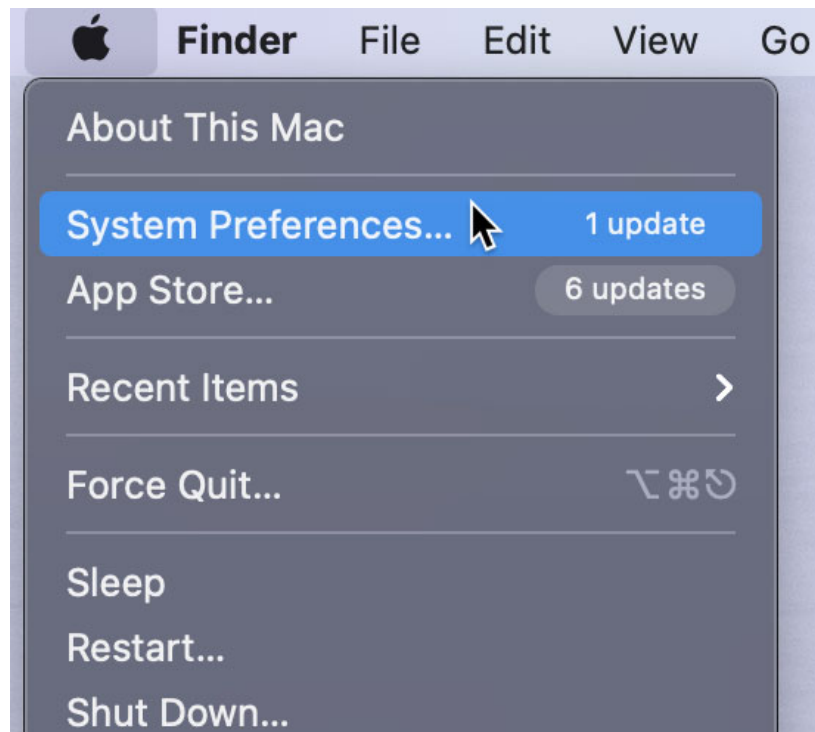 Finder File Edit View Go
About This Mac
System Preferences... 1 update
App Store... 6 updates
Recent Items
Force Quit... ⌥⌘⎋
Sleep
Restart...
Shut Down...